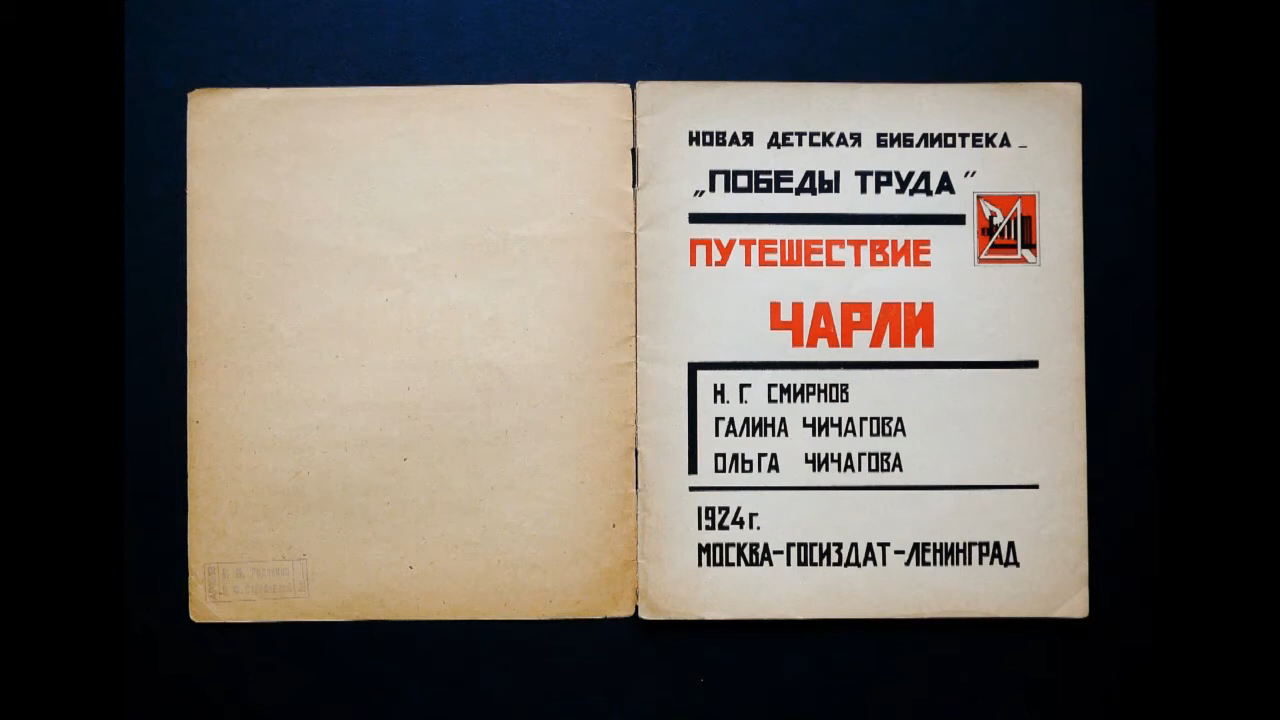 НОВАЯ ДЕТСКАЯ БИБЛИОТЕКА _
„ПОБЕДЫ ТРУДА"
ПУТЕШЕСТВИЕ
ЧАРЛИ
Н. Г. СМИРНОВ
ГАЛИНА ЧИЧАГОВА
ОЛЬГА ЧИЧАГОВА
1924 г.
МОСКВА-ГОСИЗДАТ-ЛЕНИНГРАД